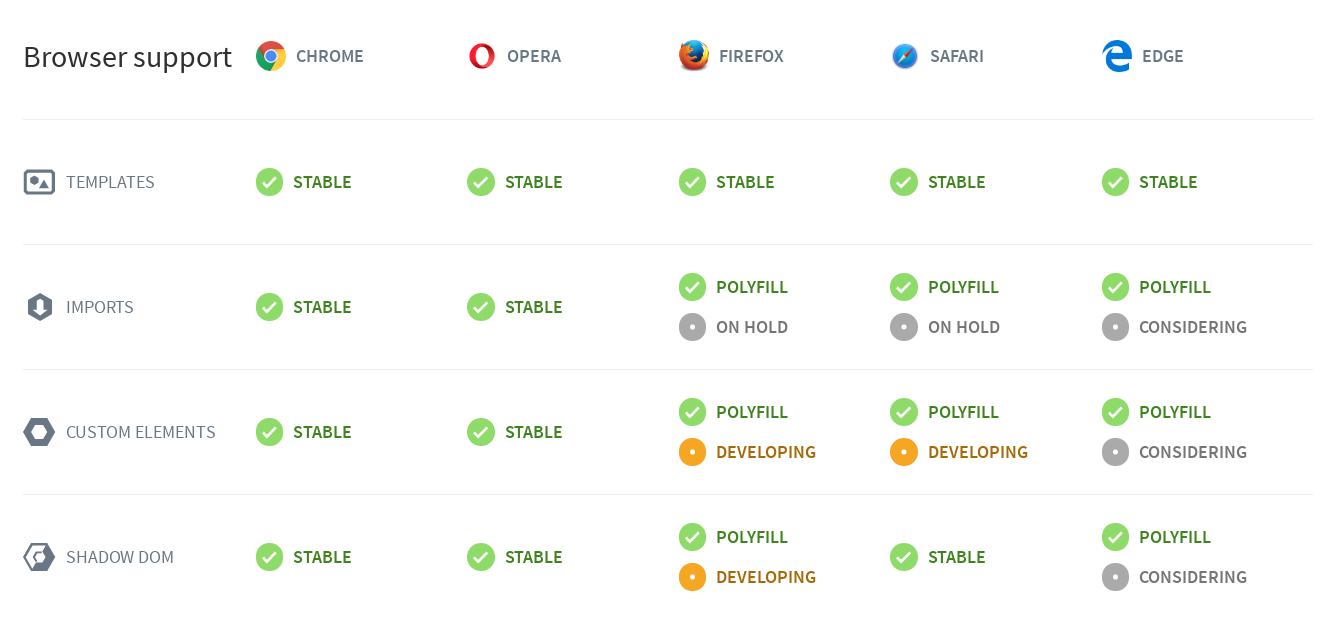 Browser support CHROME OPERA FIREFOX SAFARI EDGE
TEMPLATES STABLE STABLE STABLE STABLE STABLE
POLYFILL POLYFILL POLYFILL
IMPORTS STABLE STABLE
ON HOLD ON HOLD CONSIDERING
POLYFILL POLYFILL POLYFILL
CUSTOM ELEMENTS STABLE STABLE
DEVELOPING DEVELOPING CONSIDERING
POLYFILL POLYFILL
SHADOW DOM STABLE STABLE STABLE
DEVELOPING CONSIDERING